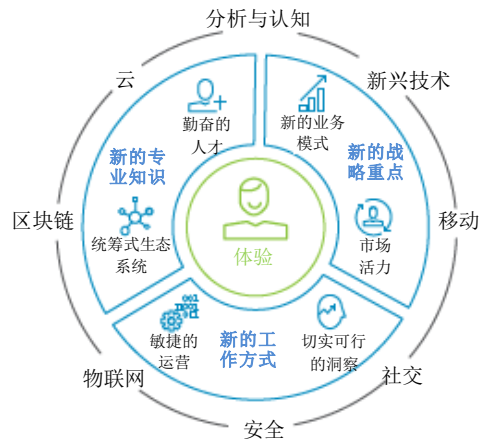 分析与认知
云
新兴技术
勤奋的
人才
新的业务
模式
新的专
业知识
新的战
略重点
区块链
统筹式生态
系统
体验
市场
活力
移动
敏捷的
运营
新的工
作方式
切实可行
的洞察
物联网
社交
安全